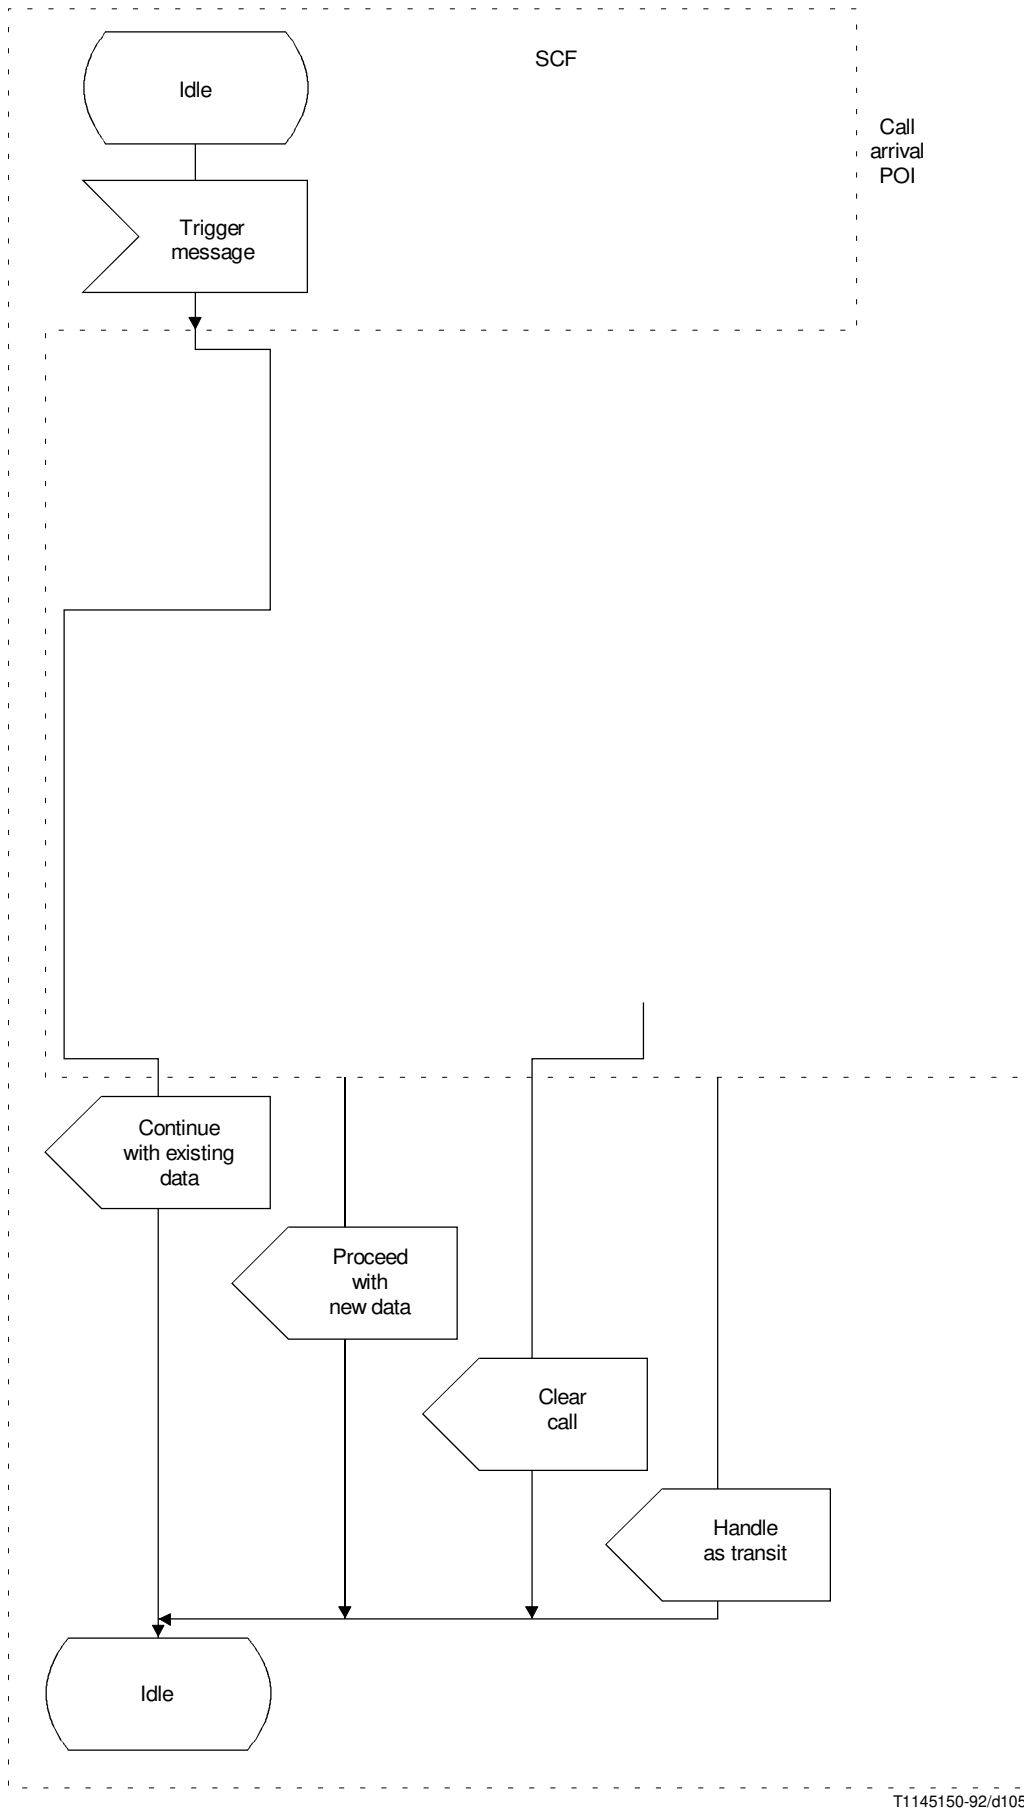 SCF
Idle
Call
arrival
POI
Trigger
message
Continue
with existing
data
Proceed
with
new data
Clear
call
Handle
as transit
Idle
T1145150-92/d105